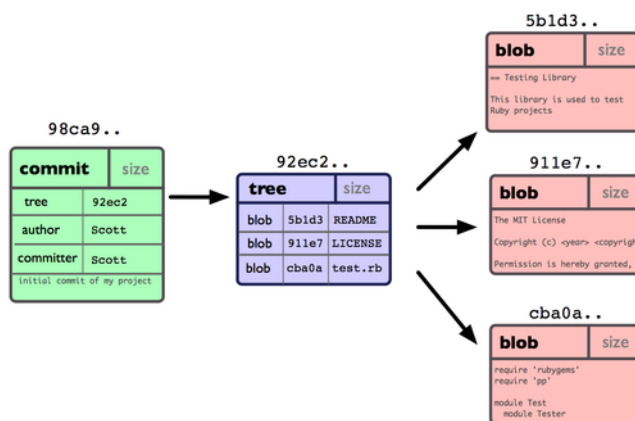 98ca9..
commit size
tree 92ec2
author Scott
committer Scott
initial commit of my project
92ec2..
tree size
blob 5b1d3 README
blob 911e7 LICENSE
blob cba0a test.rb
5b1d3..
blob size
== Testing Library
This library is used to test
Ruby projects
911e7..
blob size
The MIT License
Copyright (c) <year> <copyrigh
Permission is hereby granted,
cba0a..
blob size
require 'rubygems'
require 'pp'
module Test
module Tester